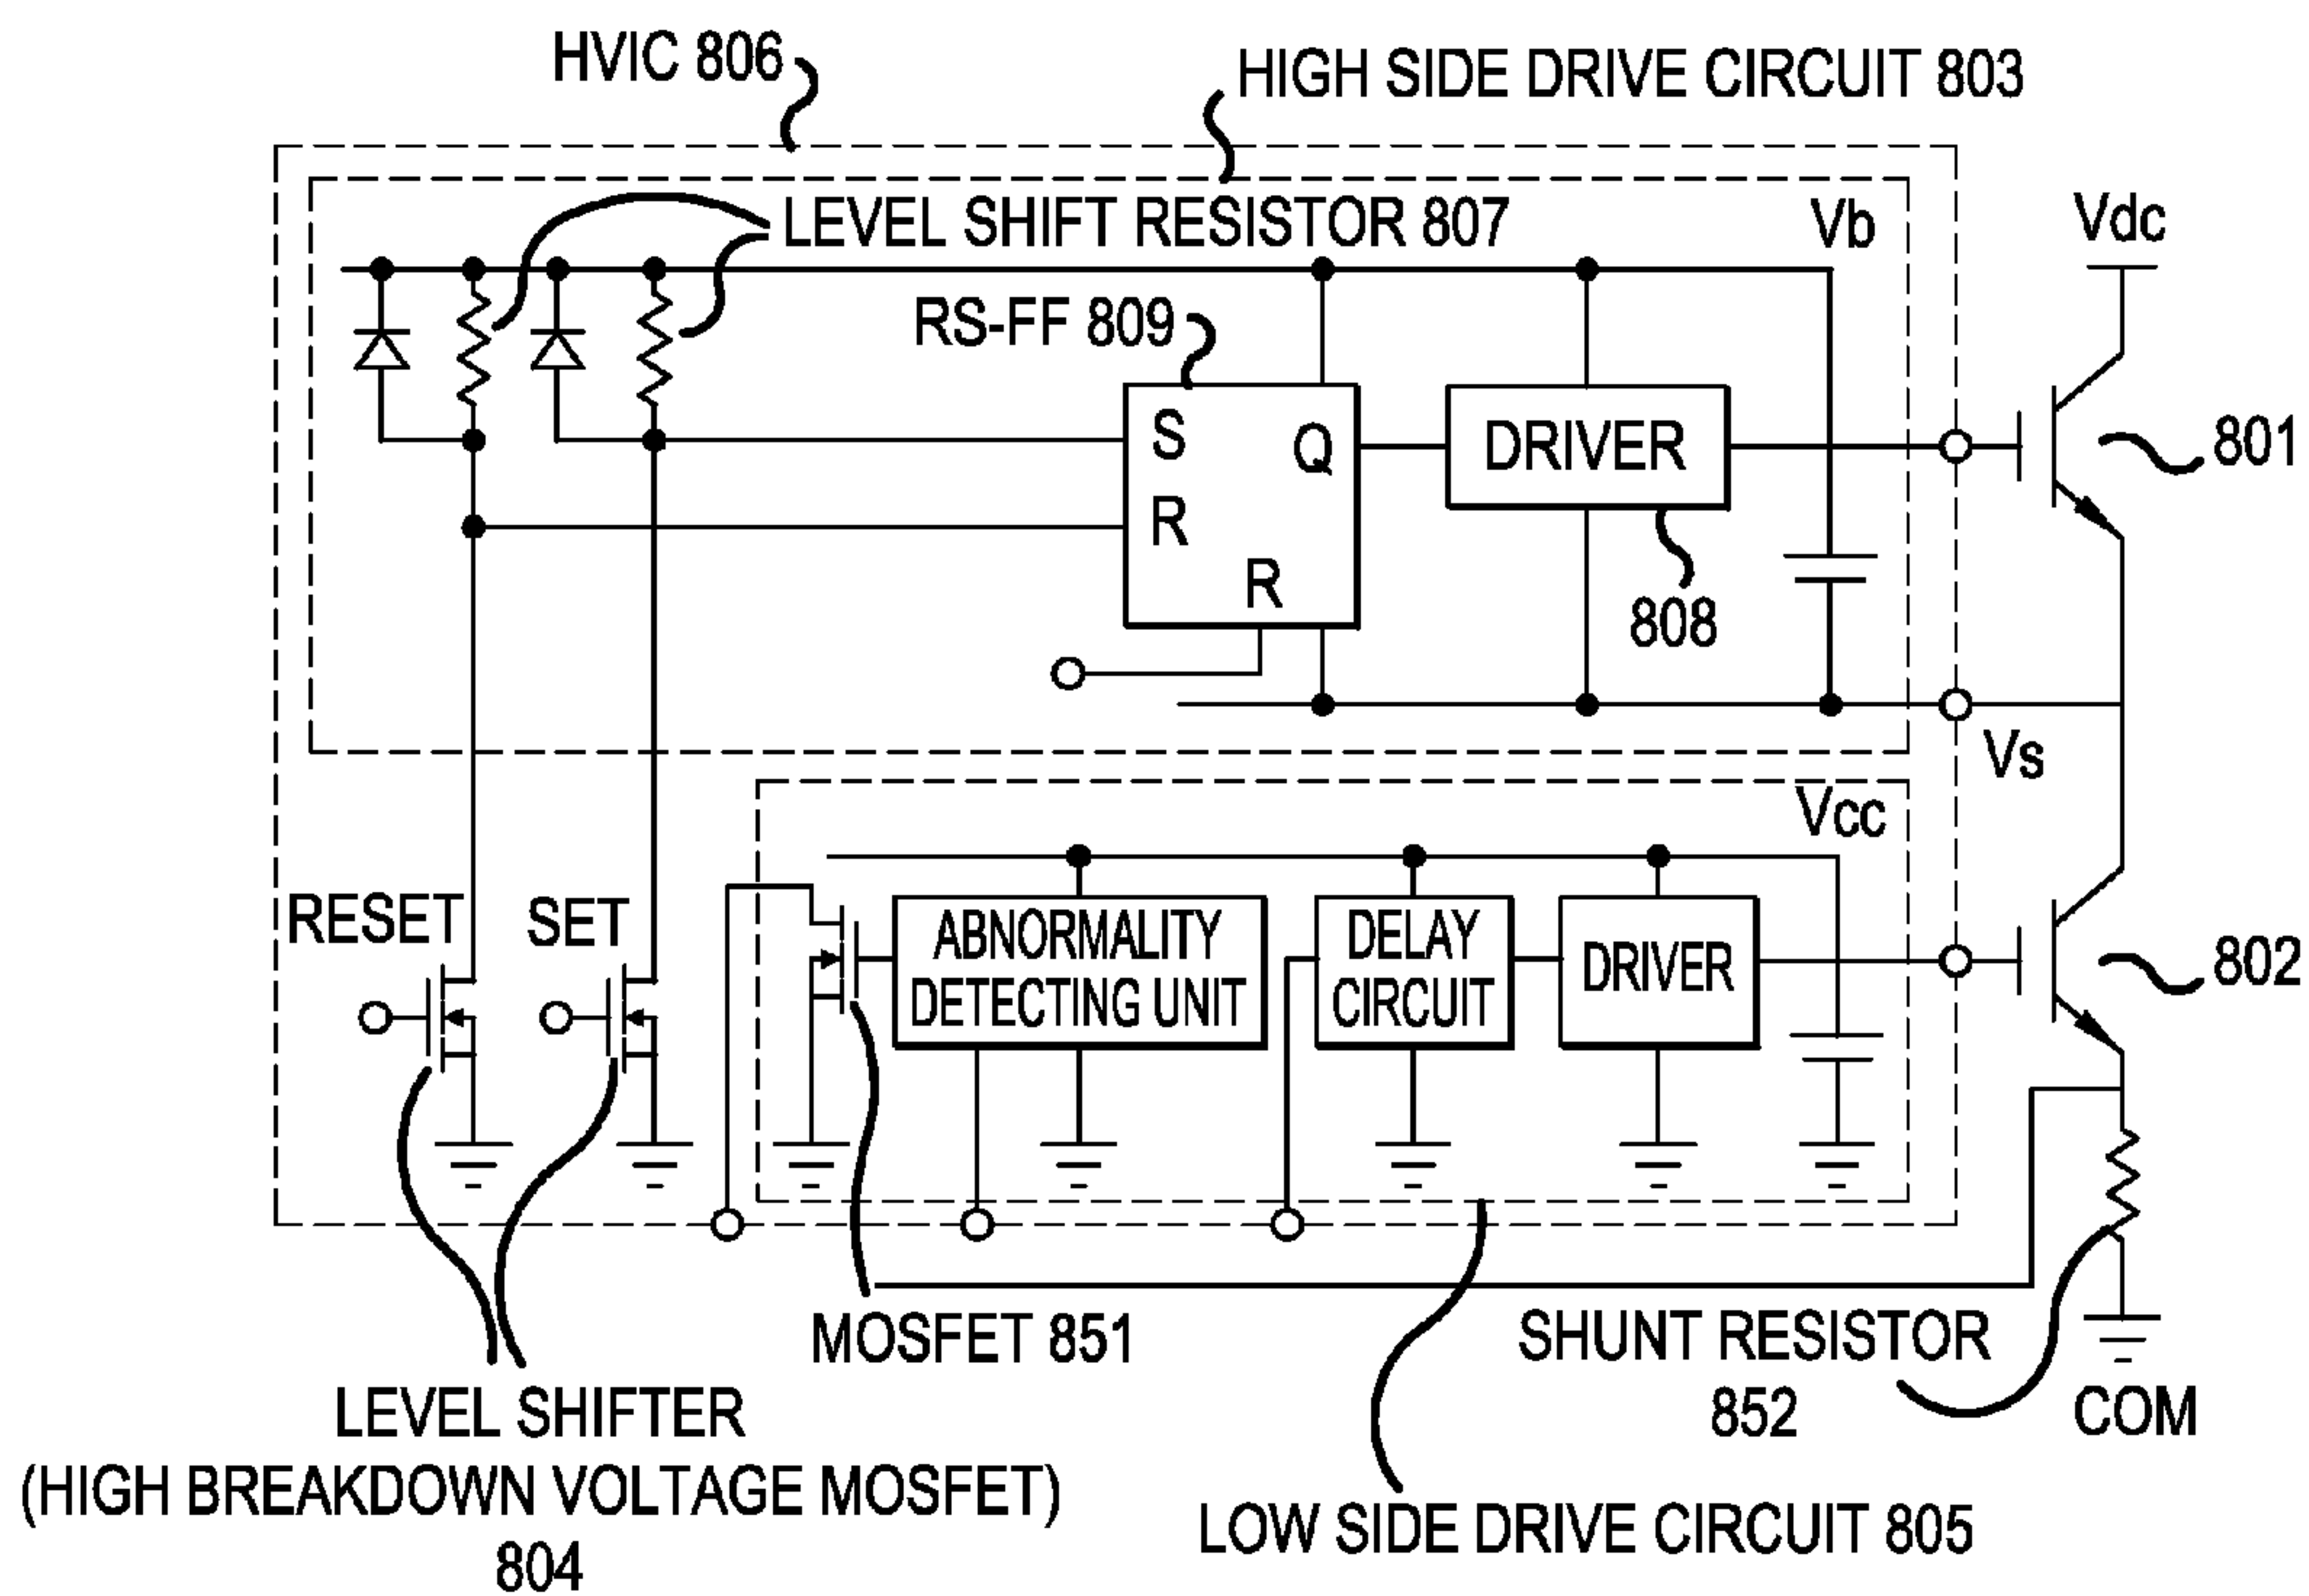 HVIC 806
HIGH SIDE DRIVE CIRCUIT 803
LEVEL SHIFT RESISTOR 807
Vb
Vdc
RS-FF 809
S
Q
R
R
DRIVER
801
808
Vs
Vcc
RESET
SET
ABNORMALITY
DETECTING UNIT
DELAY
CIRCUIT
DRIVER
802
MOSFET 851
SHUNT RESISTOR
852
COM
LEVEL SHIFTER
(HIGH BREAKDOWN VOLTAGE MOSFET)
804
LOW SIDE DRIVE CIRCUIT 805